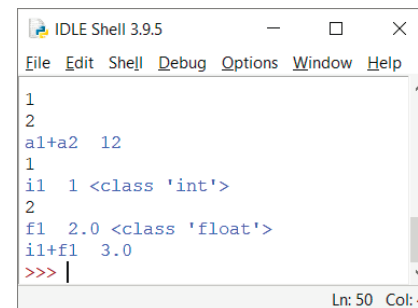 IDLE Shell 3.9.5
File Edit Shell Debug Options Window Help
1
2
a1+a2  12
1
i1  1 <class 'int'>
2
f1  2.0 <class 'float'>
i1+f1  3.0
>>>
Ln: 50 Col: